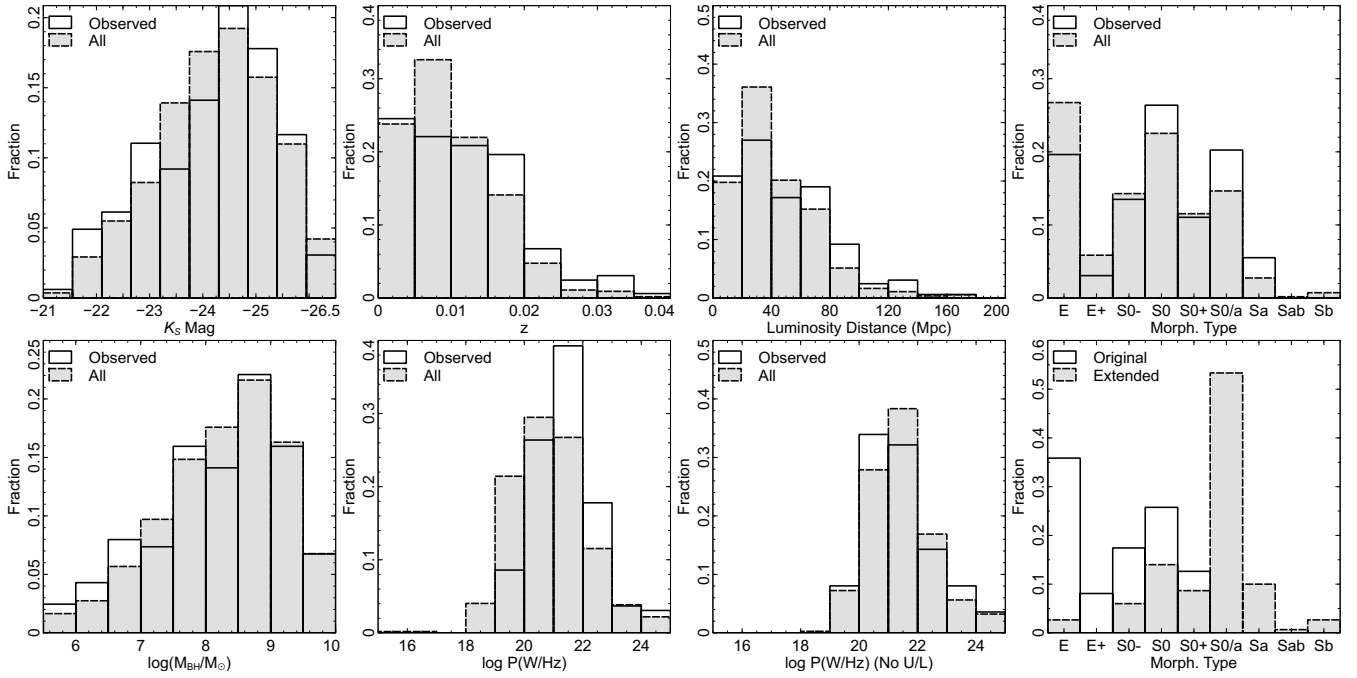 Observed
All
Fraction
0 0.05 0.1 0.15 0.2
−21 −22 −23 −24 −25 −26.5
K_S Mag
Observed
All
Fraction
0 0.1 0.2 0.3 0.4
0 0.01 0.02 0.03 0.04
z
Observed
All
Fraction
0 0.1 0.2 0.3 0.4 0.5
0 40 80 120 160 200
Luminosity Distance (Mpc)
Observed
All
Fraction
0 0.1 0.2 0.3 0.4
E E+ S0- S0 S0+ S0/a Sa Sab Sb
Morph. Type
Observed
All
Fraction
0 0.05 0.1 0.15 0.2 0.25
6 7 8 9 10
log(M_BH/M_⊙)
Observed
All
Fraction
0 0.1 0.2 0.3 0.4
16 18 20 22 24
log P(W/Hz)
Observed
All
Fraction
0 0.1 0.2 0.3 0.4 0.5
16 18 20 22 24
log P(W/Hz) (No U/L)
Original
Extended
Fraction
0 0.1 0.2 0.3 0.4 0.5 0.6
E E+ S0- S0 S0+ S0/a Sa Sab Sb
Morph. Type